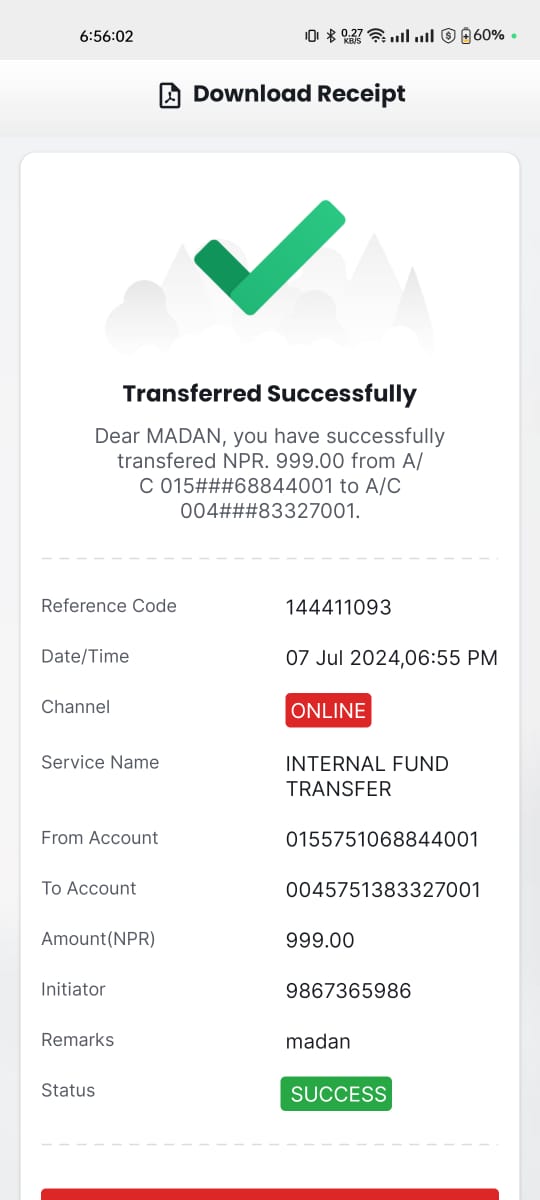 6:56:02 0.27 KB/S 60%
Download Receipt
Transferred Successfully
Dear MADAN, you have successfully
transfered NPR. 999.00 from A/
C 015###68844001 to A/C
004###83327001.
Reference Code 144411093
Date/Time 07 Jul 2024,06:55 PM
Channel ONLINE
Service Name INTERNAL FUND
TRANSFER
From Account 0155751068844001
To Account 0045751383327001
Amount(NPR) 999.00
Initiator 9867365986
Remarks madan
Status SUCCESS